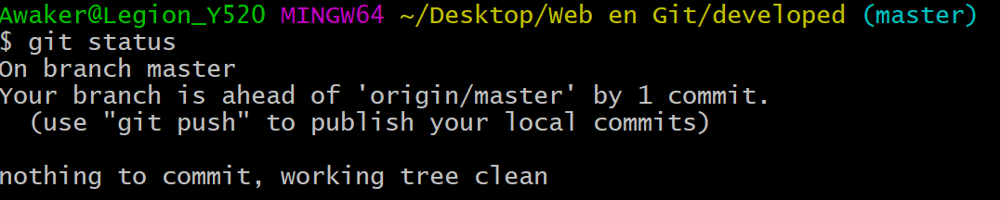 Awaker@Legion_Y520 MINGW64 ~/Desktop/Web en Git/developed (master)
$ git status
On branch master
Your branch is ahead of 'origin/master' by 1 commit.
  (use "git push" to publish your local commits)

nothing to commit, working tree clean